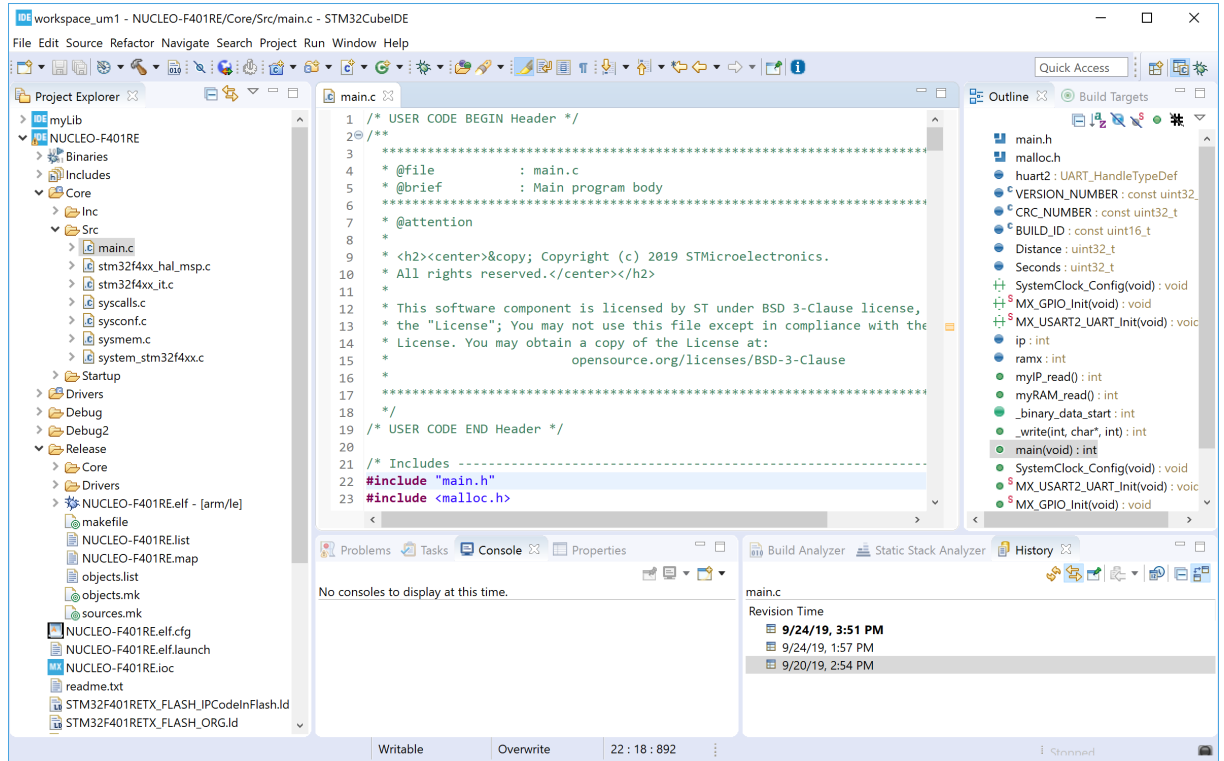 IDE workspace_um1 - NUCLEO-F401RE/Core/Src/main.c - STM32CubeIDE
File Edit Source Refactor Navigate Search Project Run Window Help
Quick Access
Project Explorer
myLib
NUCLEO-F401RE
Binaries
Includes
Core
Inc
Src
main.c
stm32f4xx_hal_msp.c
stm32f4xx_it.c
syscalls.c
sysconf.c
sysmem.c
system_stm32f4xx.c
Startup
Drivers
Debug
Debug2
Release
Core
Drivers
NUCLEO-F401RE.elf - [arm/le]
makefile
NUCLEO-F401RE.list
NUCLEO-F401RE.map
objects.list
objects.mk
sources.mk
NUCLEO-F401RE.elf.cfg
NUCLEO-F401RE.elf.launch
MX NUCLEO-F401RE.ioc
readme.txt
STM32F401RETX_FLASH_IPCodeInFlash.ld
STM32F401RETX_FLASH_ORG.ld
main.c
1 /* USER CODE BEGIN Header */
2 /**
3 ******************************************************************************
4 * @file : main.c
5 * @brief : Main program body
6 ******************************************************************************
7 * @attention
8 *
9 * <h2><center>&copy; Copyright (c) 2019 STMicroelectronics.
10 * All rights reserved.</center></h2>
11 *
12 * This software component is licensed by ST under BSD 3-Clause license,
13 * the "License"; You may not use this file except in compliance with the
14 * License. You may obtain a copy of the License at:
15 * opensource.org/licenses/BSD-3-Clause
16 *
17 ******************************************************************************
18 */
19 /* USER CODE END Header */
20
21 /* Includes ------------------------------------------------------------------
22 #include "main.h"
23 #include <malloc.h>
Outline Build Targets
main.h
malloc.h
huart2 : UART_HandleTypeDef
VERSION_NUMBER : const uint32_
CRC_NUMBER : const uint32_t
BUILD_ID : const uint16_t
Distance : uint32_t
Seconds : uint32_t
SystemClock_Config(void) : void
MX_GPIO_Init(void) : void
MX_USART2_UART_Init(void) : voic
ip : int
ramx : int
myIP_read() : int
myRAM_read() : int
_binary_data_start : int
_write(int, char*, int) : int
main(void) : int
SystemClock_Config(void) : void
MX_USART2_UART_Init(void) : voic
MX_GPIO_Init(void) : void
Problems Tasks Console Properties
No consoles to display at this time.
Build Analyzer Static Stack Analyzer History
main.c
Revision Time
9/24/19, 3:51 PM
9/24/19, 1:57 PM
9/20/19, 2:54 PM
Writable Overwrite 22 : 18 : 892
Stopped